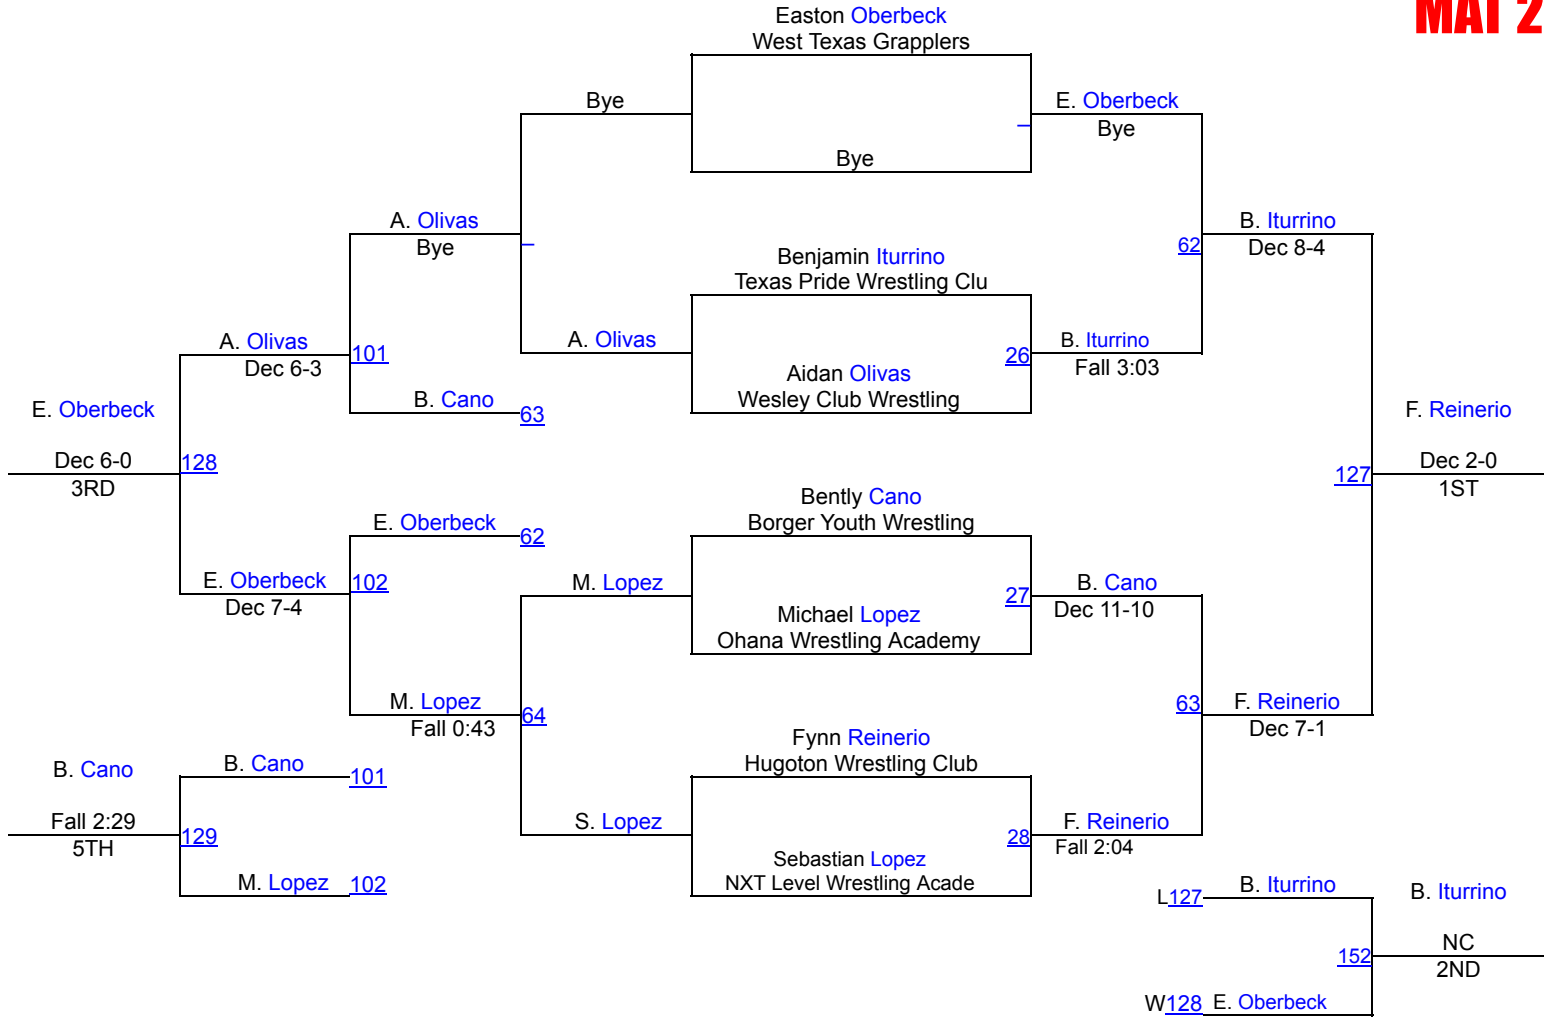 MAT 2
Easton Oberbeck
West Texas Grapplers
Bye
E. Oberbeck
Bye
Bye
A. Olivas
Bye
B. Iturrino
Dec 8-4
62
Benjamin Iturrino
Texas Pride Wrestling Clu
A. Olivas
Dec 6-3
101
A. Olivas
B. Iturrino
Fall 3:03
26
Aidan Olivas
Wesley Club Wrestling
B. Cano
63
E. Oberbeck
Dec 6-0
3RD
128
F. Reinerio
Dec 2-0
1ST
127
Bently Cano
Borger Youth Wrestling
E. Oberbeck
62
E. Oberbeck
Dec 7-4
102
M. Lopez
27
B. Cano
Dec 11-10
Michael Lopez
Ohana Wrestling Academy
M. Lopez
Fall 0:43
64
63
F. Reinerio
Dec 7-1
Fynn Reinerio
Hugoton Wrestling Club
B. Cano
Fall 2:29
5TH
B. Cano
101
129
S. Lopez
28
F. Reinerio
Fall 2:04
Sebastian Lopez
NXT Level Wrestling Acade
M. Lopez
102
L127
B. Iturrino
B. Iturrino
NC
2ND
152
W128
E. Oberbeck